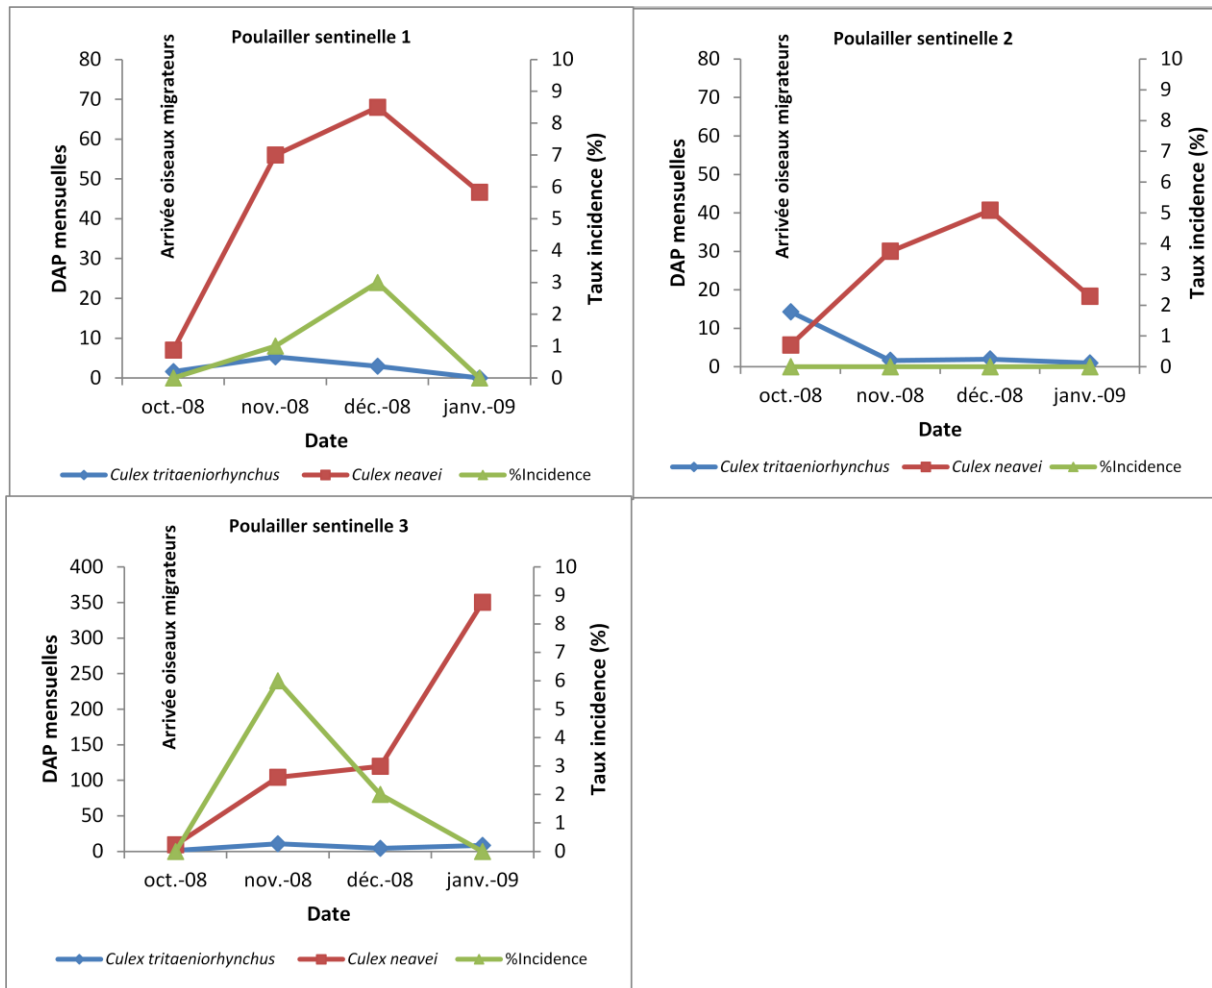 Poulailler sentinelle 1
DAP mensuelles
80
70
60
50
40
30
20
10
0
Arrivée oiseaux migrateurs
10
9
8
7
6
5
4
3
2
1
0
Taux incidence (%)
oct.-08 nov.-08 déc.-08 janv.-09
Date
Culex tritaeniorhynchus Culex neavei %Incidence
Poulailler sentinelle 2
DAP mensuelles
80
70
60
50
40
30
20
10
0
Arrivée oiseaux migrateurs
10
9
8
7
6
5
4
3
2
1
0
Taux incidence (%)
oct.-08 nov.-08 déc.-08 janv.-09
Date
Culex tritaeniorhynchus Culex neavei %Incidence
Poulailler sentinelle 3
DAP mensuelles
400
350
300
250
200
150
100
50
0
Arrivée oiseaux migrateurs
10
9
8
7
6
5
4
3
2
1
0
Taux incidence (%)
oct.-08 nov.-08 déc.-08 janv.-09
Date
Culex tritaeniorhynchus Culex neavei %Incidence